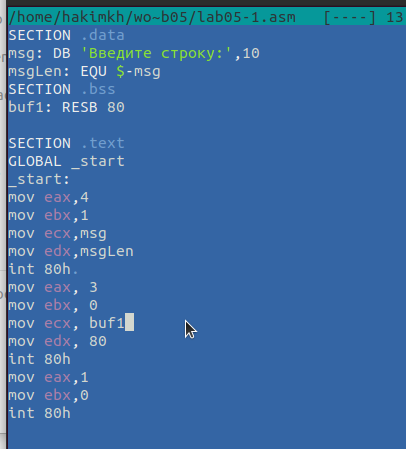 /home/hakimkh/wo~b05/lab05-1.asm [----] 13
SECTION .data
msg: DB 'Введите строку:',10
msgLen: EQU $-msg
SECTION .bss
buf1: RESB 80
SECTION .text
GLOBAL _start
_start:
mov eax,4
mov ebx,1
mov ecx,msg
mov edx,msgLen
int 80h.
mov eax, 3
mov ebx, 0
mov ecx, buf1
mov edx, 80
int 80h
mov eax,1
mov ebx,0
int 80h